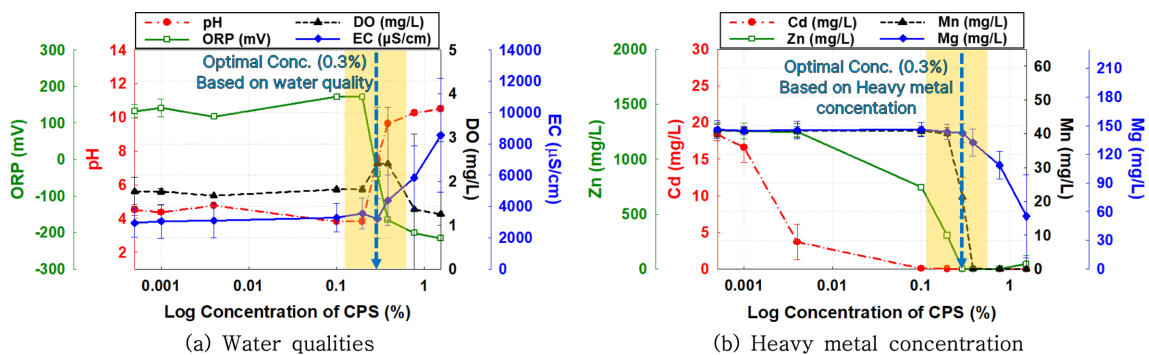 pH
DO (mg/L)
ORP (mV)
EC (µS/cm)
300
200
100
0
-100
-200
-300
ORP (mV)
14
12
10
8
6
4
2
pH
Optimal Conc. (0.3%)
Based on water quality
5
4
3
2
1
0
DO (mg/L)
14000
12000
10000
8000
6000
4000
2000
0
EC (µS/cm)
0.001
0.01
0.1
1
Log Concentration of CPS (%)
(a) Water qualities
Cd (mg/L)
Mn (mg/L)
Zn (mg/L)
Mg (mg/L)
2000
1500
1000
500
0
Zn (mg/L)
30
25
20
15
10
5
0
Cd (mg/L)
Optimal Conc. (0.3%)
Based on Heavy metal
concentation
60
50
40
30
20
10
0
Mn (mg/L)
210
180
150
120
90
60
30
0
Mg (mg/L)
0.001
0.01
0.1
1
Log Concentration of CPS (%)
(b) Heavy metal concentration